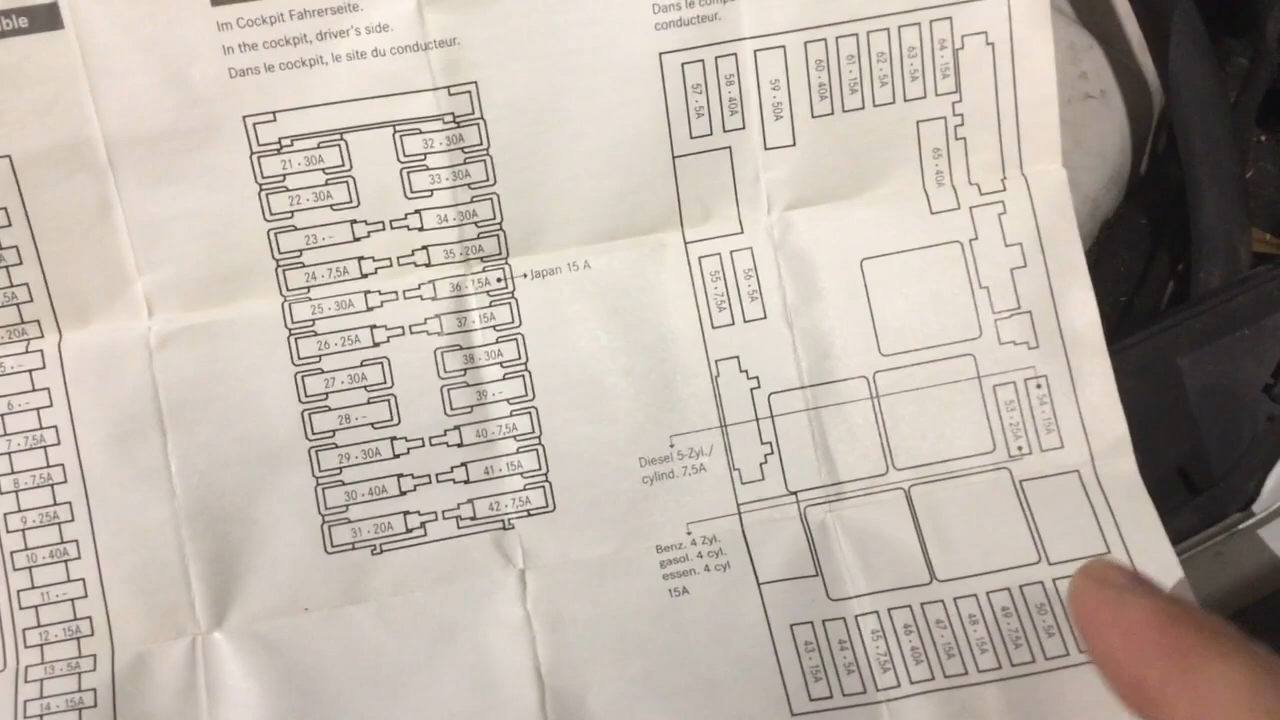 ble
Im Cockpit Fahrerseite.
In the cockpit, driver's side.
Dans le cockpit, le site du conducteur.
Dans le
conducteur.
5A
20A
6 · -
7 · 7,5A
8 · 7,5A
9 · 25A
10 · 40A
11 · -
12 · 15A
13 · 5A
14 · 15A
21 · 30A
22 · 30A
23 · -
24 · 7,5A
25 · 30A
26 · 25A
27 · 30A
28 · -
29 · 30A
30 · 40A
31 · 20A
32 · 30A
33 · 30A
34 · 30A
35 · 20A
36 · 7,5A
Japan 15 A
37 · 15A
38 · 30A
39 · -
40 · 7,5A
41 · 15A
42 · 7,5A
57 · 5A
58 · 40A
59 · 50A
60 · 40A
61 · 15A
62 · 5A
63 · 5A
64 · 15A
65 · 40A
55 · 7,5A
56 · 5A
53 · 25A
54 · 15A
Diesel 5-Zyl./
cylind. 7,5A
Benz. 4 Zyl.
gasol. 4 cyl.
essen. 4 cyl
15A
43 · 15A
44 · 5A
45 · 7,5A
46 · 40A
47 · 15A
48 · 15A
49 · 7,5A
50 · 5A